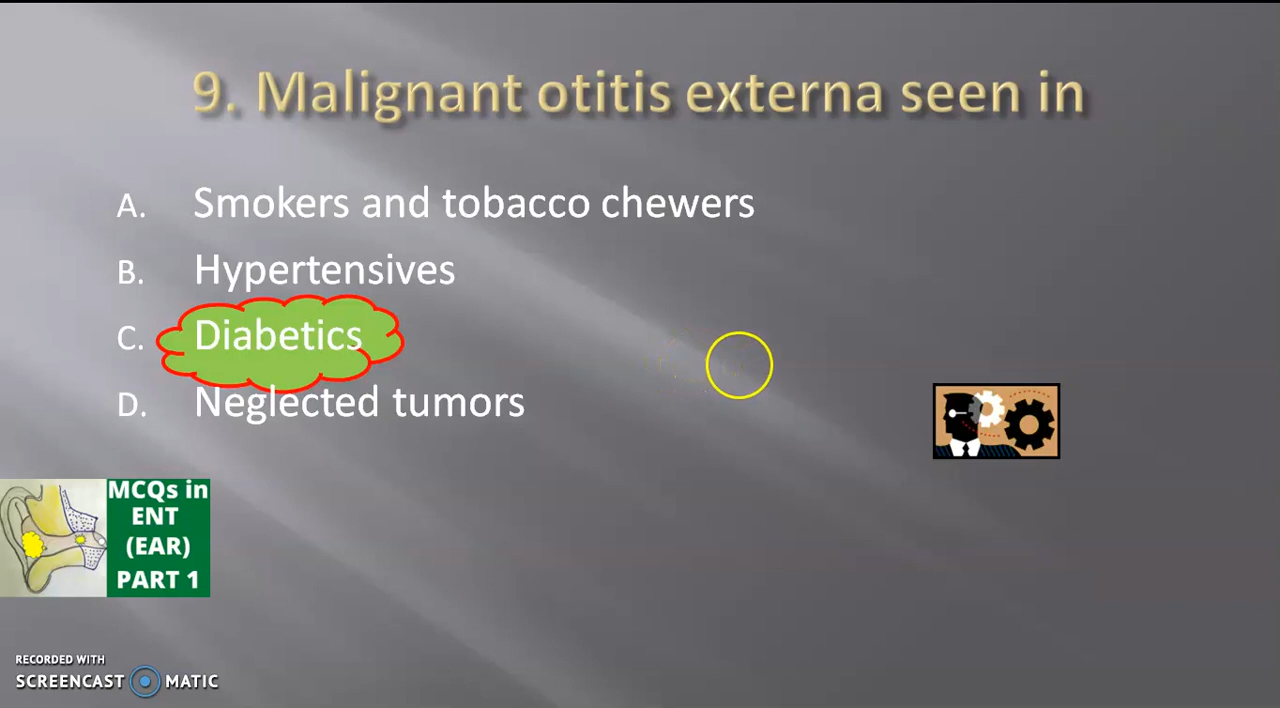 9. Malignant otitis externa seen in
A. Smokers and tobacco chewers
B. Hypertensives
C. Diabetics
D. Neglected tumors
MCQs in
ENT
(EAR)
PART 1
RECORDED WITH
SCREENCAST MATIC